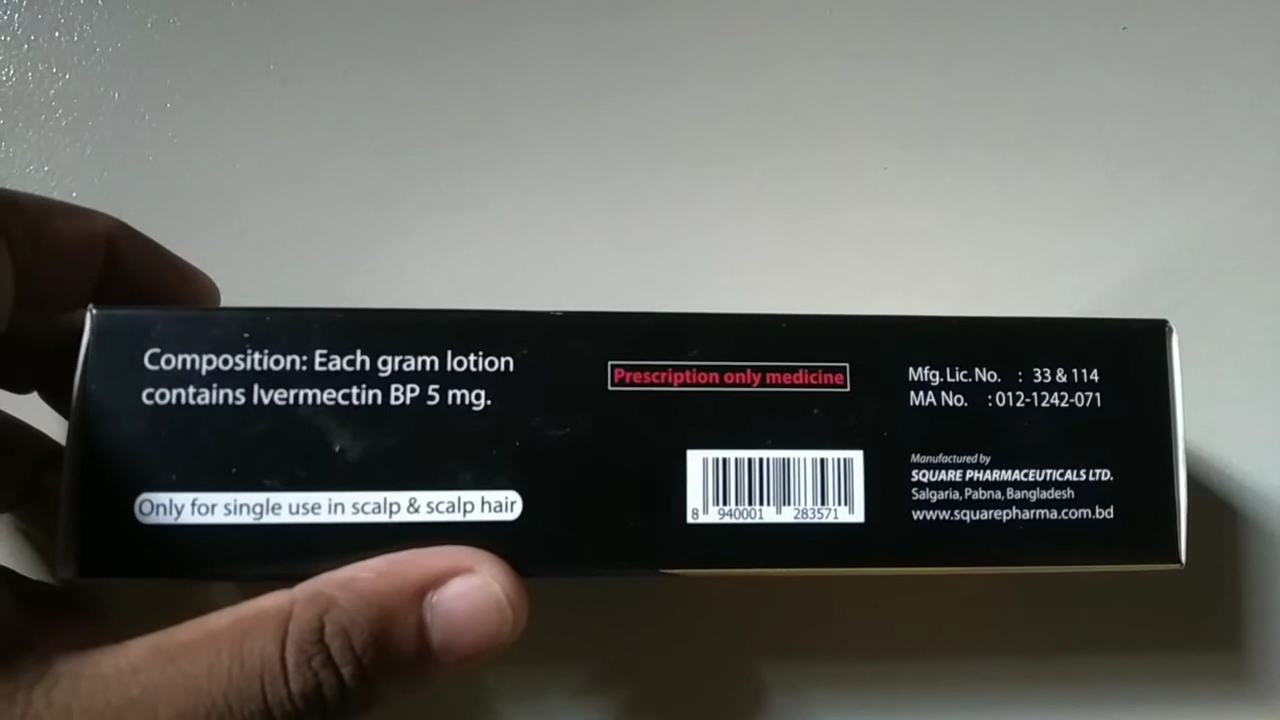 Composition: Each gram lotion
contains Ivermectin BP 5 mg.
Only for single use in scalp & scalp hair
Prescription only medicine
8 940001 283571
Mfg. Lic. No. : 33 & 114
MA No. : 012-1242-071
Manufactured by
SQUARE PHARMACEUTICALS LTD.
Salgaria, Pabna, Bangladesh
www.squarepharma.com.bd